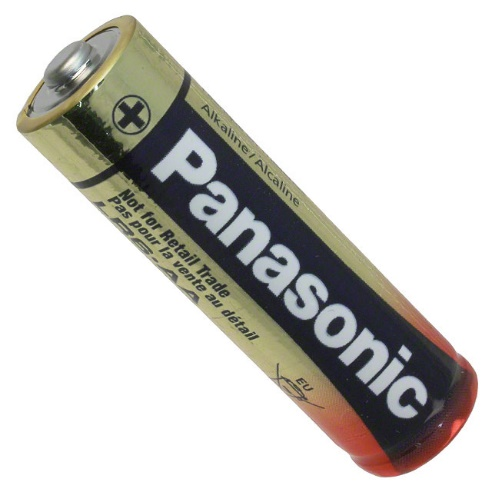 Alkaline/Alcaline
Panasonic
Not for Retail Trade
Pas pour la vente au détail
EU